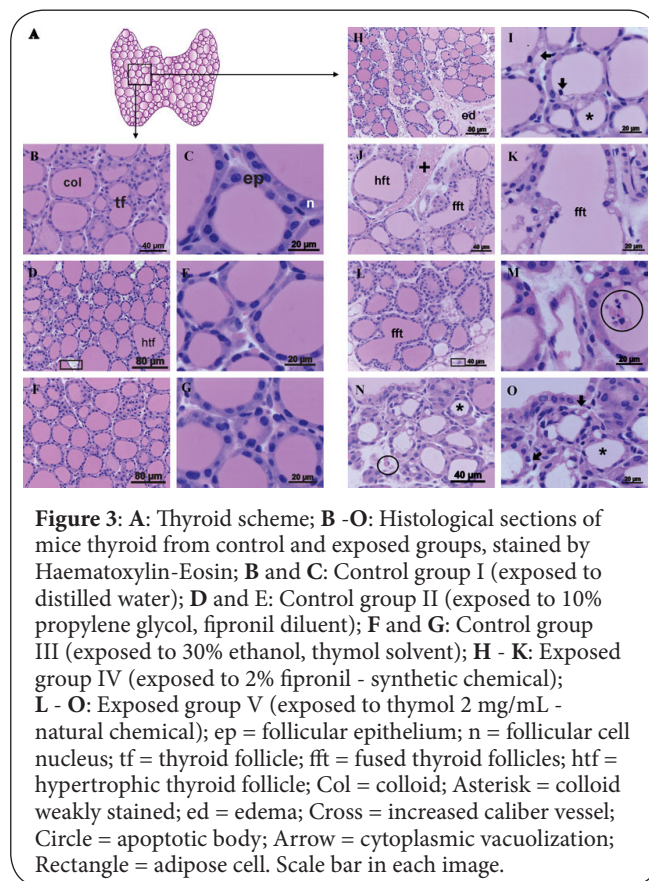 A
H
ed
80 µm
I
*
20 µm
B
col
tf
40 µm
C
ep
n
20 µm
J
hft
+
fft
40 µm
K
fft
20 µm
D
htf
80 µm
E
20 µm
L
fft
40 µm
M
20 µm
F
80 µm
G
20 µm
N
*
40 µm
O
*
20 µm
Figure 3: A: Thyroid scheme; B -O: Histological sections of
mice thyroid from control and exposed groups, stained by
Haematoxylin-Eosin; B and C: Control group I (exposed to
distilled water); D and E: Control group II (exposed to 10%
propylene glycol, fipronil diluent); F and G: Control group
III (exposed to 30% ethanol, thymol solvent); H - K: Exposed
group IV (exposed to 2% fipronil - synthetic chemical);
L - O: Exposed group V (exposed to thymol 2 mg/mL -
natural chemical); ep = follicular epithelium; n = follicular cell
nucleus; tf = thyroid follicle; fft = fused thyroid follicles; htf =
hypertrophic thyroid follicle; Col = colloid; Asterisk = colloid
weakly stained; ed = edema; Cross = increased caliber vessel;
Circle = apoptotic body; Arrow = cytoplasmic vacuolization;
Rectangle = adipose cell. Scale bar in each image.